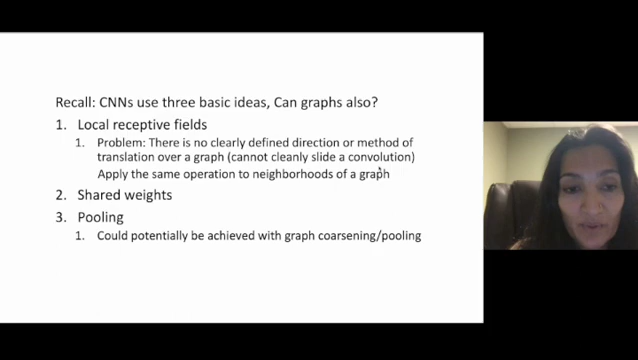 Recall: CNNs use three basic ideas, Can graphs also?
1. Local receptive fields
1. Problem: There is no clearly defined direction or method of
translation over a graph (cannot cleanly slide a convolution)
Apply the same operation to neighborhoods of a graph
2. Shared weights
3. Pooling
1. Could potentially be achieved with graph coarsening/pooling